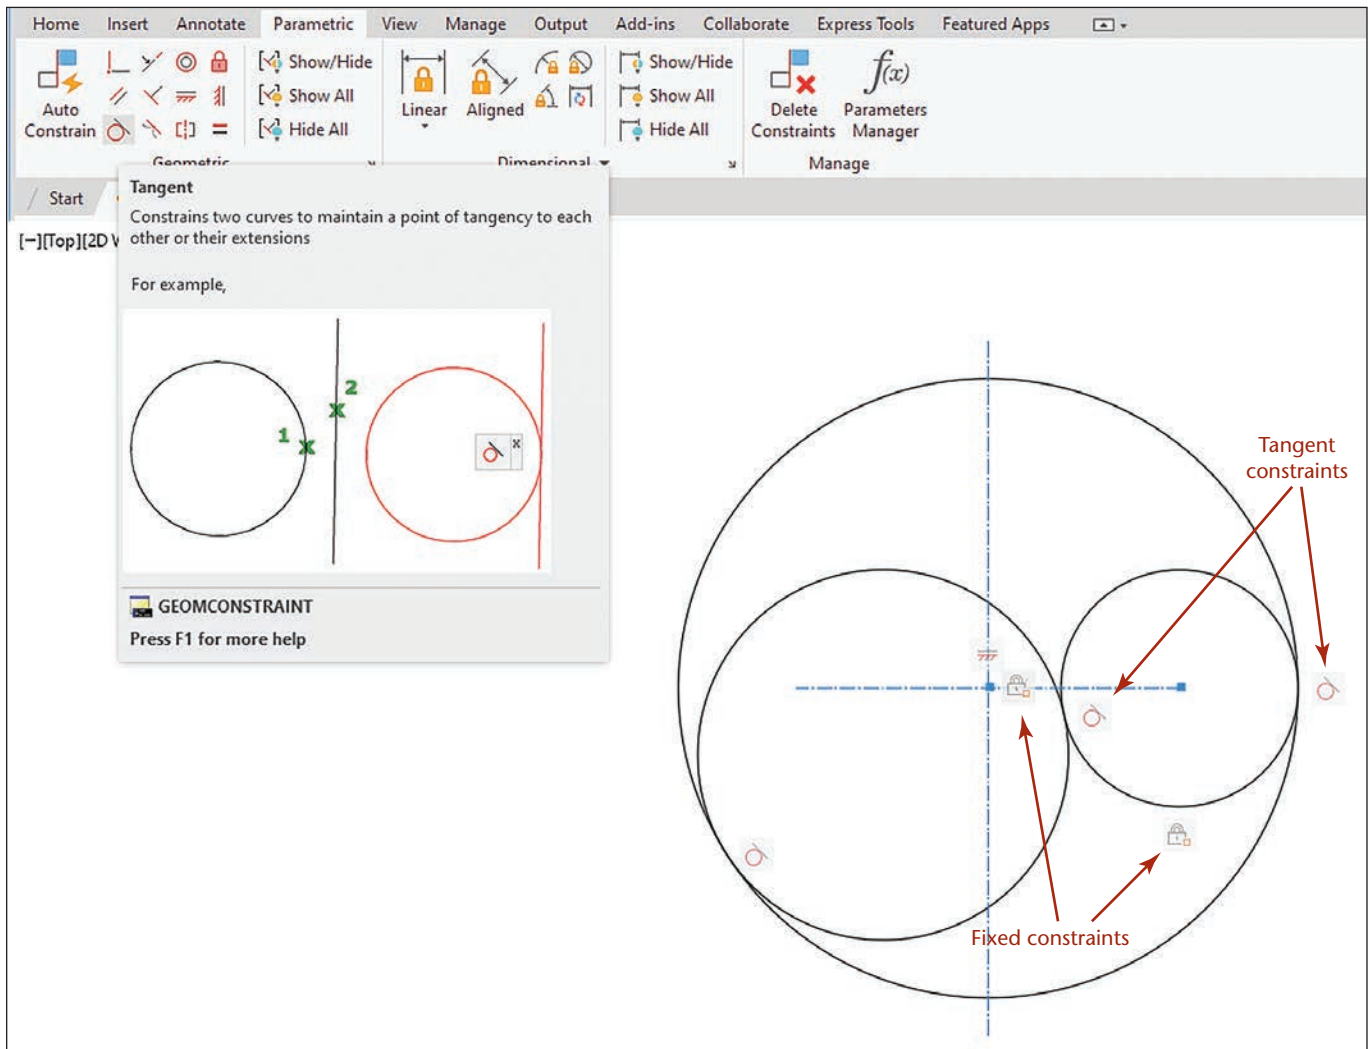 Home Insert Annotate Parametric View Manage Output Add-ins Collaborate Express Tools Featured Apps
Auto
Constrain
Show/Hide
Show All
Hide All
Geometric
Linear
Aligned
Show/Hide
Show All
Hide All
Dimensional
Delete
Constraints
Parameters
Manager
f(x)
Manage
Start
[−][Top][2D
Tangent
Constrains two curves to maintain a point of tangency to each
other or their extensions
For example,
1
2
x
GEOMCONSTRAINT
Press F1 for more help
Tangent
constraints
Fixed constraints